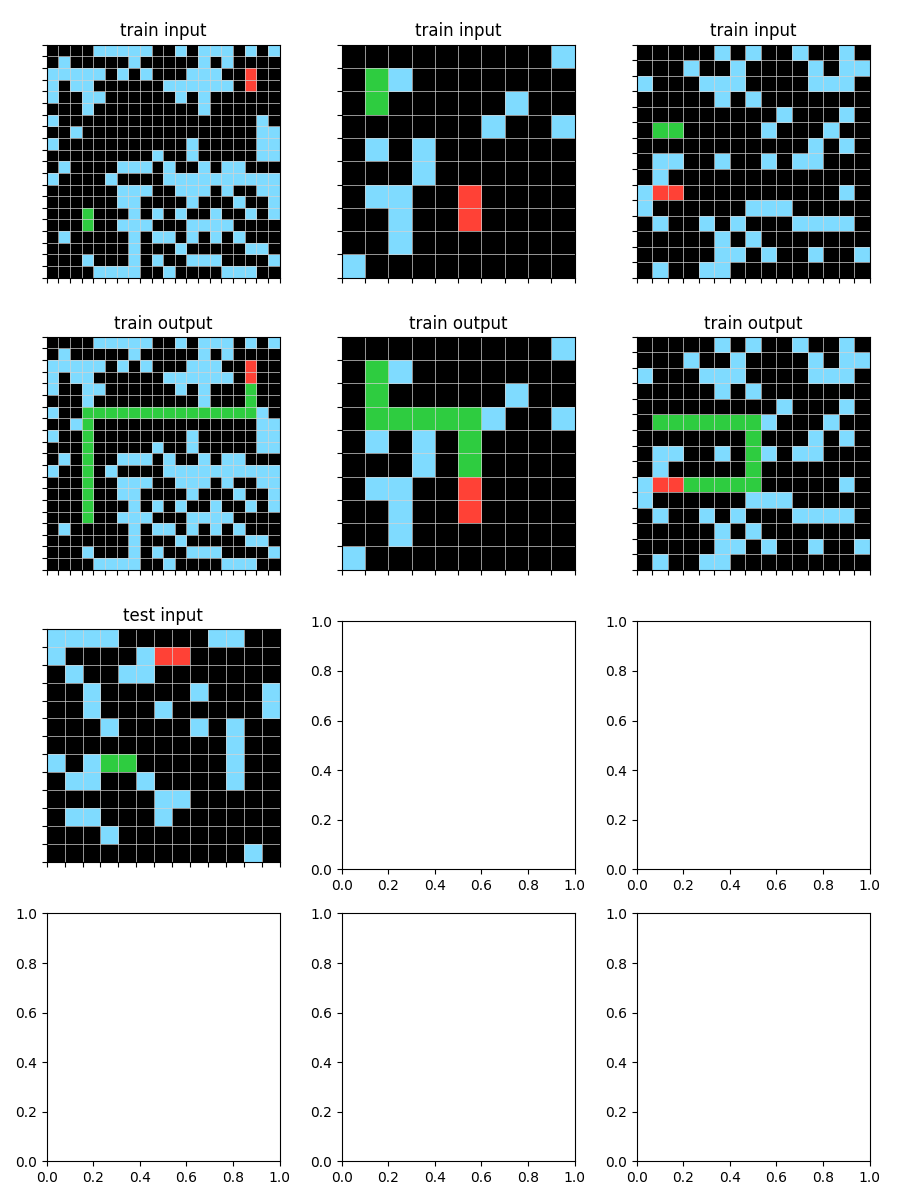 train input train input train input
train output train output train output
test input
1.0 1.0
0.8 0.8
0.6 0.6
0.4 0.4
0.2 0.2
0.0 0.0
0.0 0.2 0.4 0.6 0.8 1.0 0.0 0.2 0.4 0.6 0.8 1.0
1.0 1.0 1.0
0.8 0.8 0.8
0.6 0.6 0.6
0.4 0.4 0.4
0.2 0.2 0.2
0.0 0.0 0.0
0.0 0.2 0.4 0.6 0.8 1.0 0.0 0.2 0.4 0.6 0.8 1.0 0.0 0.2 0.4 0.6 0.8 1.0